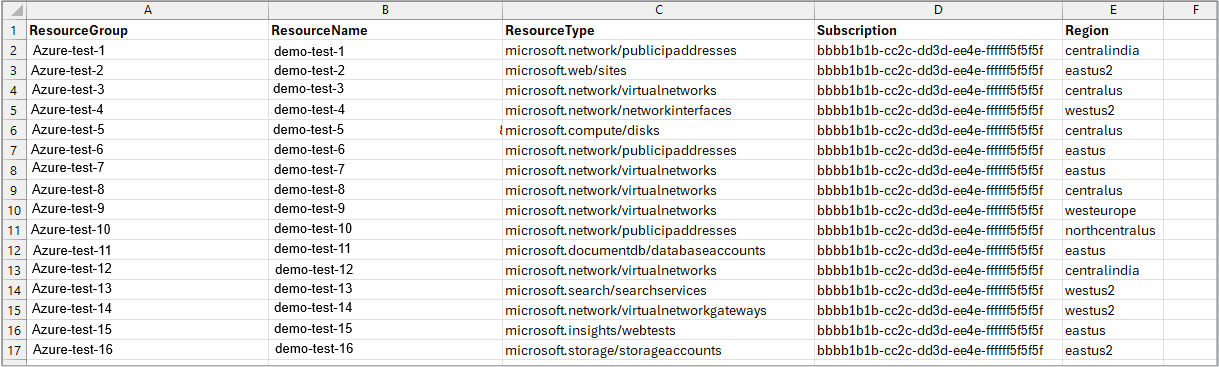 A B C D E F
1 ResourceGroup ResourceName ResourceType Subscription Region
2 Azure-test-1 demo-test-1 microsoft.network/publicipaddresses bbbb1b1b-cc2c-dd3d-ee4e-ffffff5f5f5f centralindia
3 Azure-test-2 demo-test-2 microsoft.web/sites bbbb1b1b-cc2c-dd3d-ee4e-ffffff5f5f5f eastus2
4 Azure-test-3 demo-test-3 microsoft.network/virtualnetworks bbbb1b1b-cc2c-dd3d-ee4e-ffffff5f5f5f centralus
5 Azure-test-4 demo-test-4 microsoft.network/networkinterfaces bbbb1b1b-cc2c-dd3d-ee4e-ffffff5f5f5f westus2
6 Azure-test-5 demo-test-5 microsoft.compute/disks bbbb1b1b-cc2c-dd3d-ee4e-ffffff5f5f5f centralus
7 Azure-test-6 demo-test-6 microsoft.network/publicipaddresses bbbb1b1b-cc2c-dd3d-ee4e-ffffff5f5f5f eastus
8 Azure-test-7 demo-test-7 microsoft.network/virtualnetworks bbbb1b1b-cc2c-dd3d-ee4e-ffffff5f5f5f eastus
9 Azure-test-8 demo-test-8 microsoft.network/virtualnetworks bbbb1b1b-cc2c-dd3d-ee4e-ffffff5f5f5f centralus
10 Azure-test-9 demo-test-9 microsoft.network/virtualnetworks bbbb1b1b-cc2c-dd3d-ee4e-ffffff5f5f5f westeurope
11 Azure-test-10 demo-test-10 microsoft.network/publicipaddresses bbbb1b1b-cc2c-dd3d-ee4e-ffffff5f5f5f northcentralus
12 Azure-test-11 demo-test-11 microsoft.documentdb/databaseaccounts bbbb1b1b-cc2c-dd3d-ee4e-ffffff5f5f5f eastus
13 Azure-test-12 demo-test-12 microsoft.network/virtualnetworks bbbb1b1b-cc2c-dd3d-ee4e-ffffff5f5f5f centralindia
14 Azure-test-13 demo-test-13 microsoft.search/searchservices bbbb1b1b-cc2c-dd3d-ee4e-ffffff5f5f5f westus2
15 Azure-test-14 demo-test-14 microsoft.network/virtualnetworkgateways bbbb1b1b-cc2c-dd3d-ee4e-ffffff5f5f5f westus2
16 Azure-test-15 demo-test-15 microsoft.insights/webtests bbbb1b1b-cc2c-dd3d-ee4e-ffffff5f5f5f eastus
17 Azure-test-16 demo-test-16 microsoft.storage/storageaccounts bbbb1b1b-cc2c-dd3d-ee4e-ffffff5f5f5f eastus2